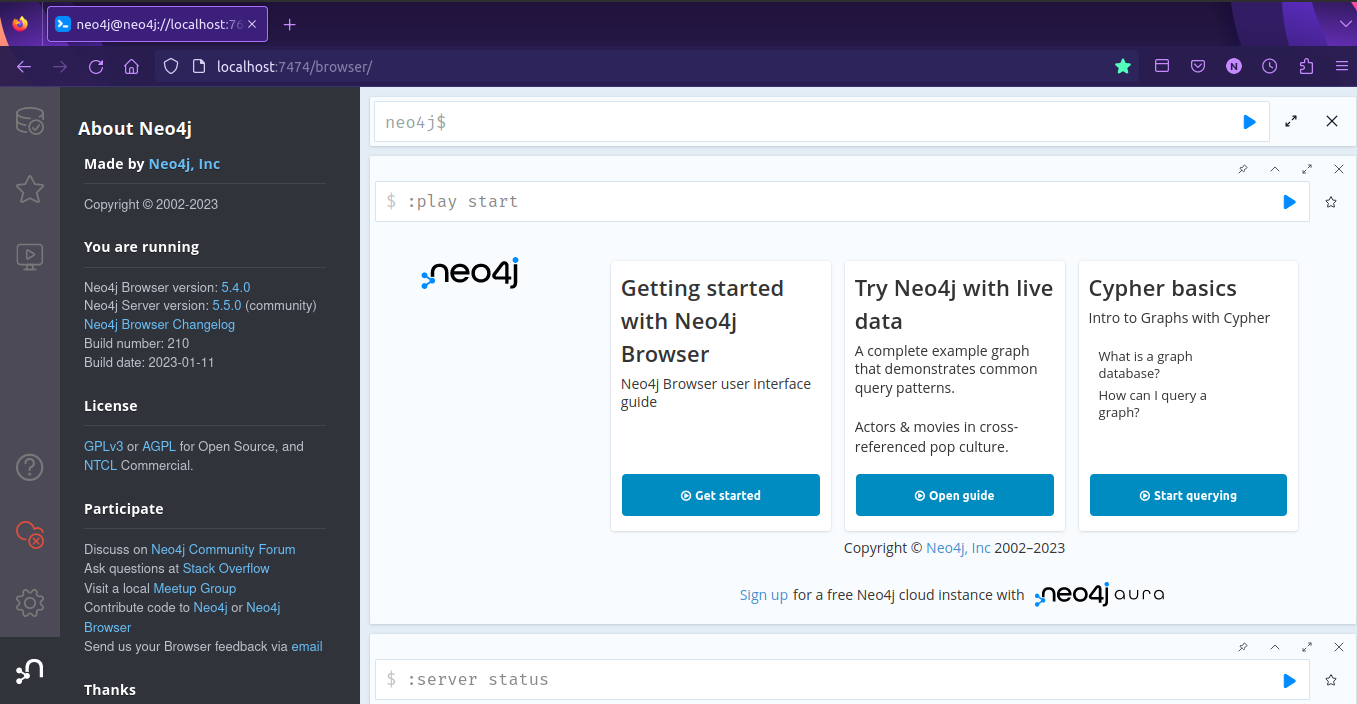 neo4j@neo4j://localhost:76
localhost:7474/browser/
N
About Neo4j
Made by Neo4j, Inc
Copyright © 2002-2023
You are running
Neo4j Browser version: 5.4.0
Neo4j Server version: 5.5.0 (community)
Neo4j Browser Changelog
Build number: 210
Build date: 2023-01-11
License
GPLv3 or AGPL for Open Source, and
NTCL Commercial.
Participate
Discuss on Neo4j Community Forum
Ask questions at Stack Overflow
Visit a local Meetup Group
Contribute code to Neo4j or Neo4j
Browser
Send us your Browser feedback via email
Thanks
neo4j$
$ :play start
neo4j
Getting started
with Neo4j
Browser
Neo4j Browser user interface
guide
Get started
Try Neo4j with live
data
A complete example graph
that demonstrates common
query patterns.
Actors & movies in cross-
referenced pop culture.
Open guide
Cypher basics
Intro to Graphs with Cypher
What is a graph
database?
How can I query a
graph?
Start querying
Copyright © Neo4j, Inc 2002–2023
Sign up for a free Neo4j cloud instance with neo4j aura
$ :server status